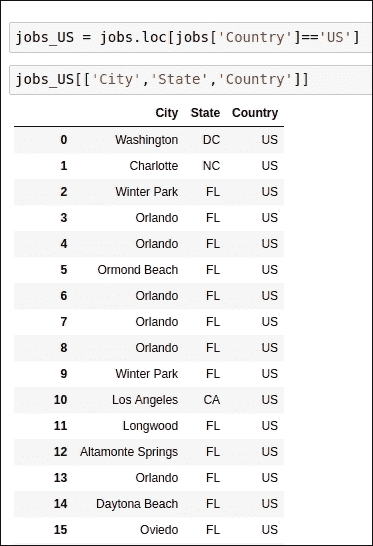 jobs_US = jobs.loc[jobs['Country']=='US']
jobs_US[['City','State','Country']]
City State Country
0 Washington DC US
1 Charlotte NC US
2 Winter Park FL US
3 Orlando FL US
4 Orlando FL US
5 Ormond Beach FL US
6 Orlando FL US
7 Orlando FL US
8 Orlando FL US
9 Winter Park FL US
10 Los Angeles CA US
11 Longwood FL US
12 Altamonte Springs FL US
13 Orlando FL US
14 Daytona Beach FL US
15 Oviedo FL US